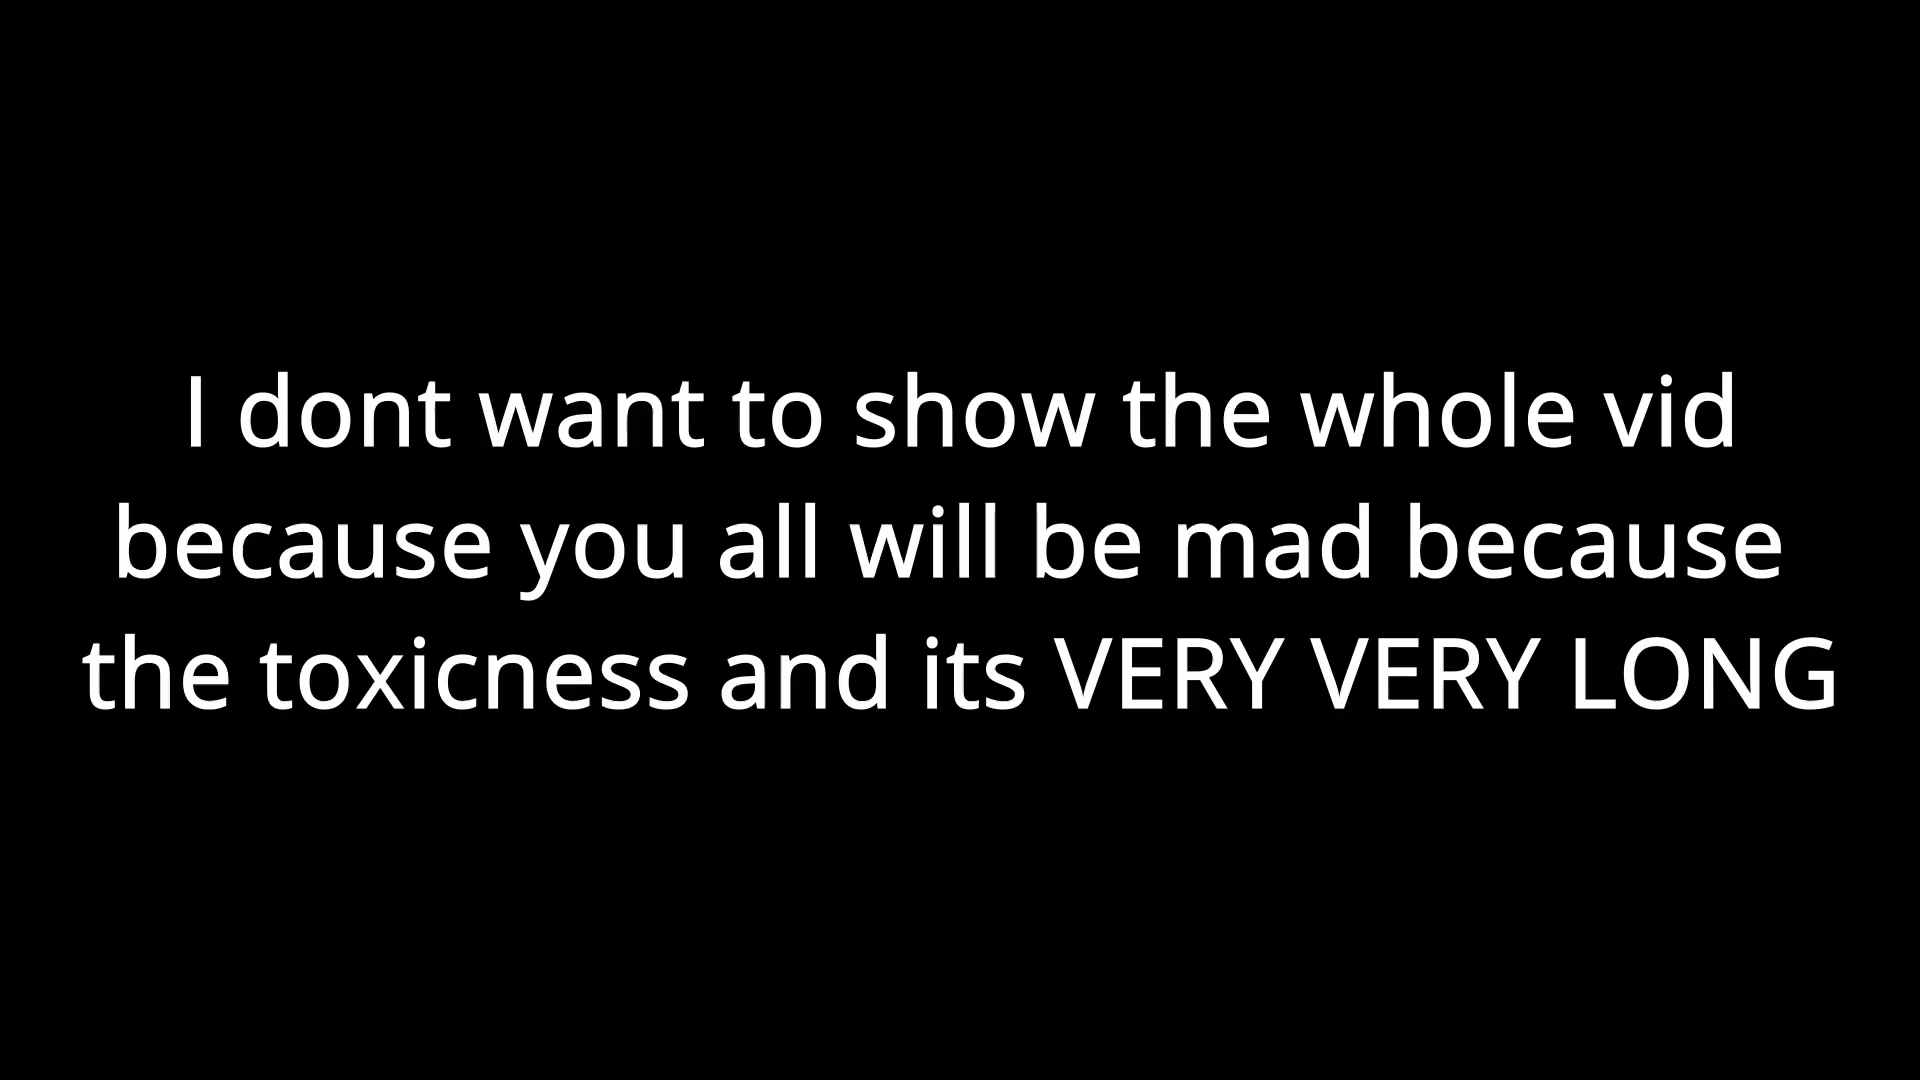 I dont want to show the whole vid
because you all will be mad because
the toxicness and its VERY VERY LONG